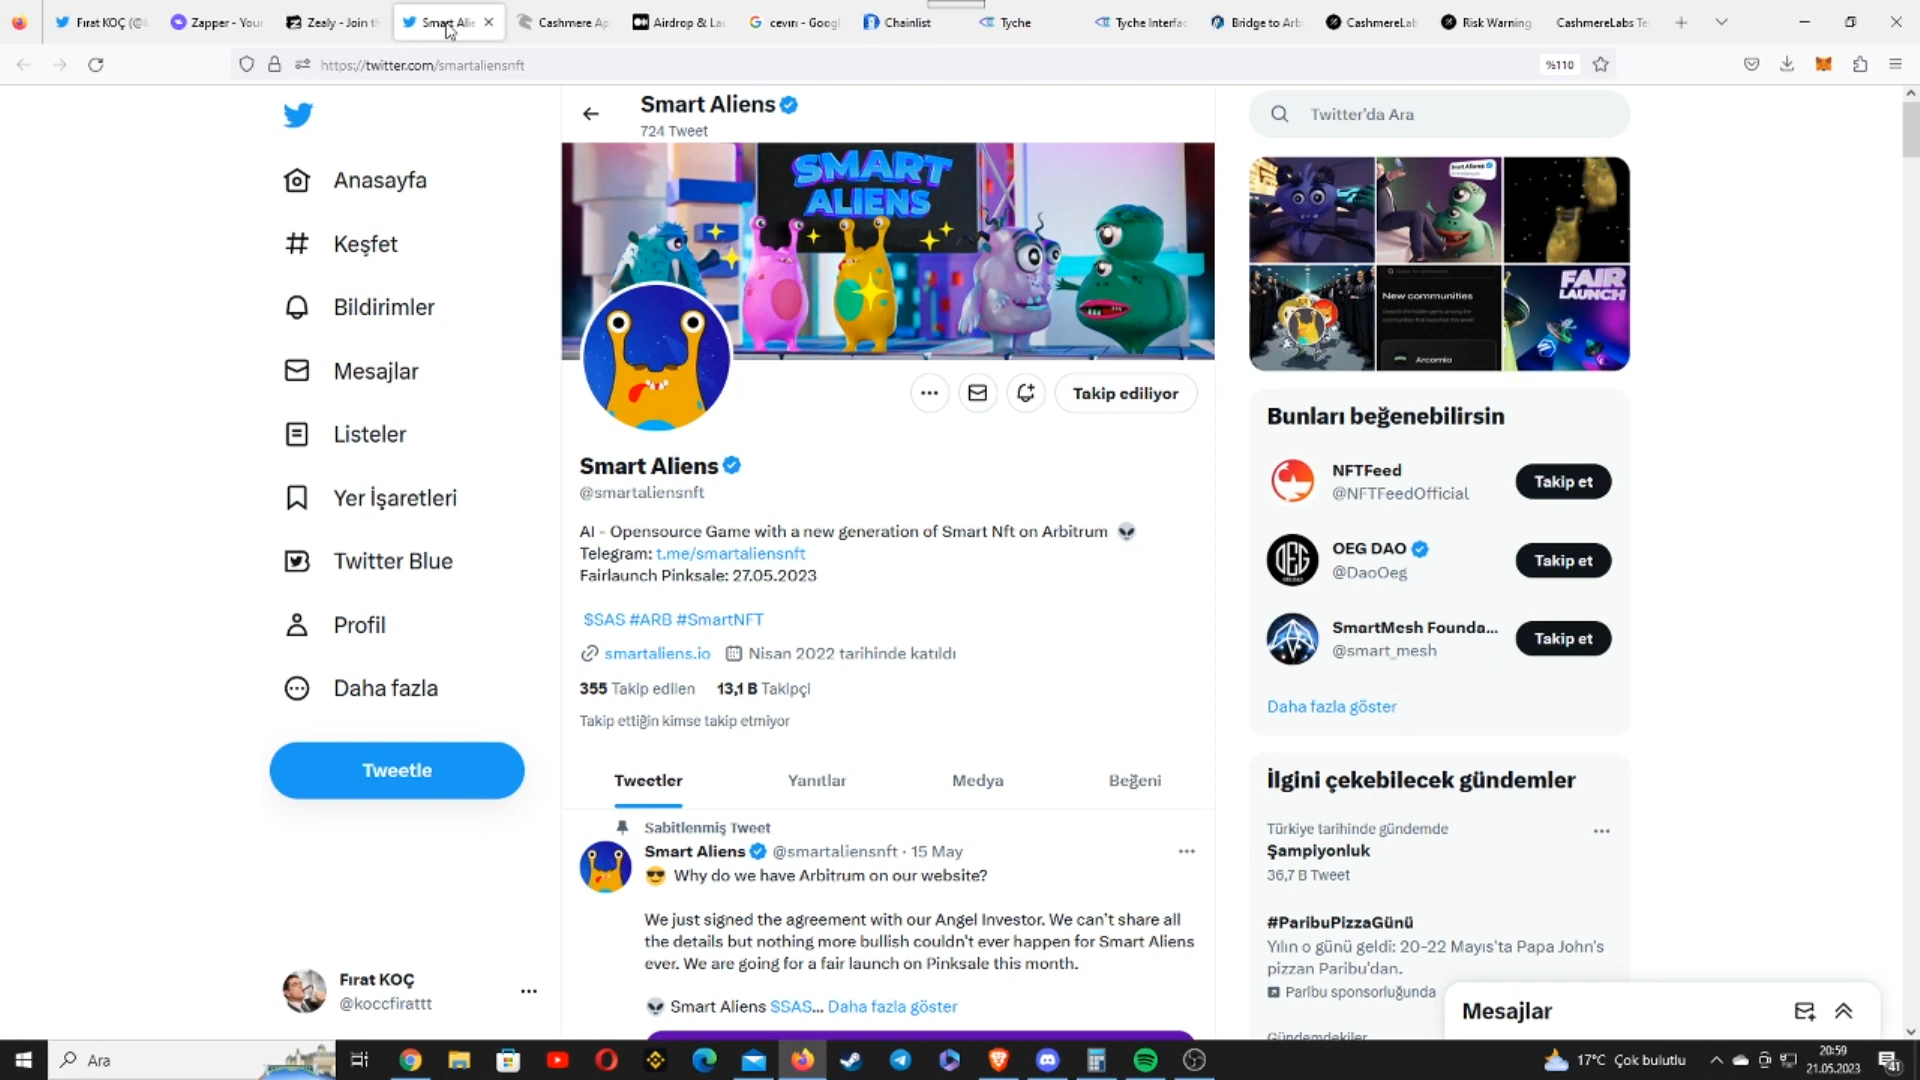 Fırat KOÇ (@k
Zapper - Your
Zealy - Join th
Smart Alie
Cashmere App
Airdrop & La
ceviri - Googl
Chainlist
Tyche
Tyche Interfac
Bridge to Arb
CashmereLab
Risk Warning
CashmereLabs Te
https://twitter.com/smartaliensnft
%110
Smart Aliens
724 Tweet
SMART
ALIENS
Anasayfa
Keşfet
Bildirimler
Mesajlar
Listeler
Yer İşaretleri
Twitter Blue
Profil
Daha fazla
Tweetle
Fırat KOÇ
@koccfirattt
Takip ediliyor
Smart Aliens
@smartaliensnft
AI - Opensource Game with a new generation of Smart Nft on Arbitrum 👽
Telegram: t.me/smartaliensnft
Fairlaunch Pinksale: 27.05.2023
$SAS #ARB #SmartNFT
smartaliens.io Nisan 2022 tarihinde katıldı
355 Takip edilen 13,1 B Takipçi
Takip ettiğin kimse takip etmiyor
Tweetler Yanıtlar Medya Beğeni
Sabitlenmiş Tweet
Smart Aliens @smartaliensnft · 15 May
😎 Why do we have Arbitrum on our website?
We just signed the agreement with our Angel Investor. We can't share all
the details but nothing more bullish couldn't ever happen for Smart Aliens
ever. We are going for a fair launch on Pinksale this month.
👽 Smart Aliens $SAS... Daha fazla göster
Twitter'da Ara
Smart Aliens
New communities
Arcomia
FAIR
LAUNCH
Bunları beğenebilirsin
NFTFeed
@NFTFeedOfficial
Takip et
OEG
OEG DAO
@DaoOeg
Takip et
SmartMesh Founda...
@smart_mesh
Takip et
Daha fazla göster
İlgini çekebilecek gündemler
Türkiye tarihinde gündemde
Şampiyonluk
36,7 B Tweet
#ParibuPizzaGünü
Yılın o günü geldi: 20-22 Mayıs'ta Papa John's
pizzan Paribu'dan.
Paribu sponsorluğunda
Gündemdekiler
Mesajlar
Ara
17°C Çok bulutlu
20:59
21.05.2023
41